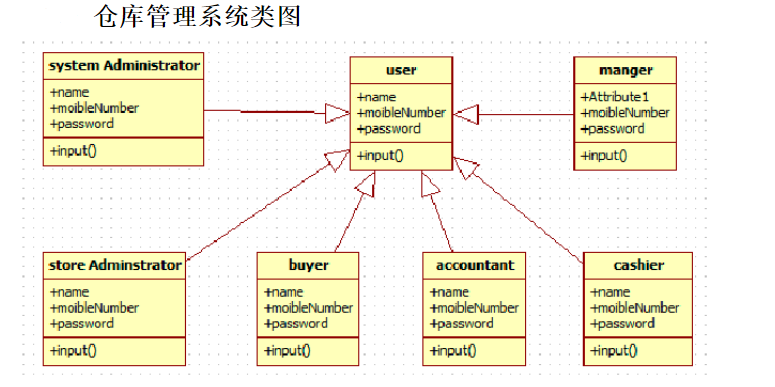 仓库管理系统类图
system Administrator
+name
+moibleNumber
+password
+input()
user
+name
+moibleNumber
+password
+input()
manger
+Attribute1
+moibleNumber
+password
+input()
store Adminstrator
+name
+moibleNumber
+password
+input()
buyer
+name
+moibleNumber
+password
+input()
accountant
+name
+moibleNumber
+password
+input()
cashier
+name
+moibleNumber
+password
+input()